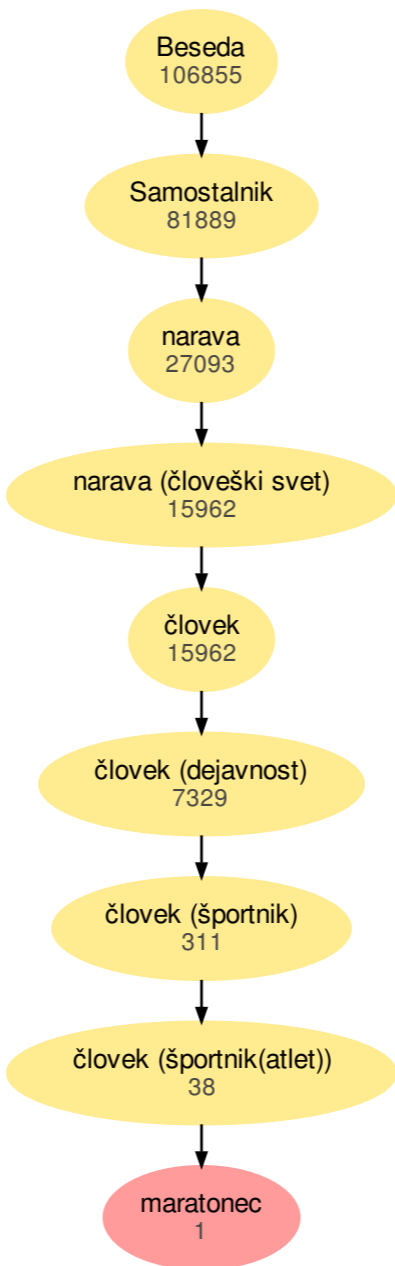 Beseda
106855
Samostalnik
81889
narava
27093
narava (človeški svet)
15962
človek
15962
človek (dejavnost)
7329
človek (športnik)
311
človek (športnik(atlet))
38
maratonec
1